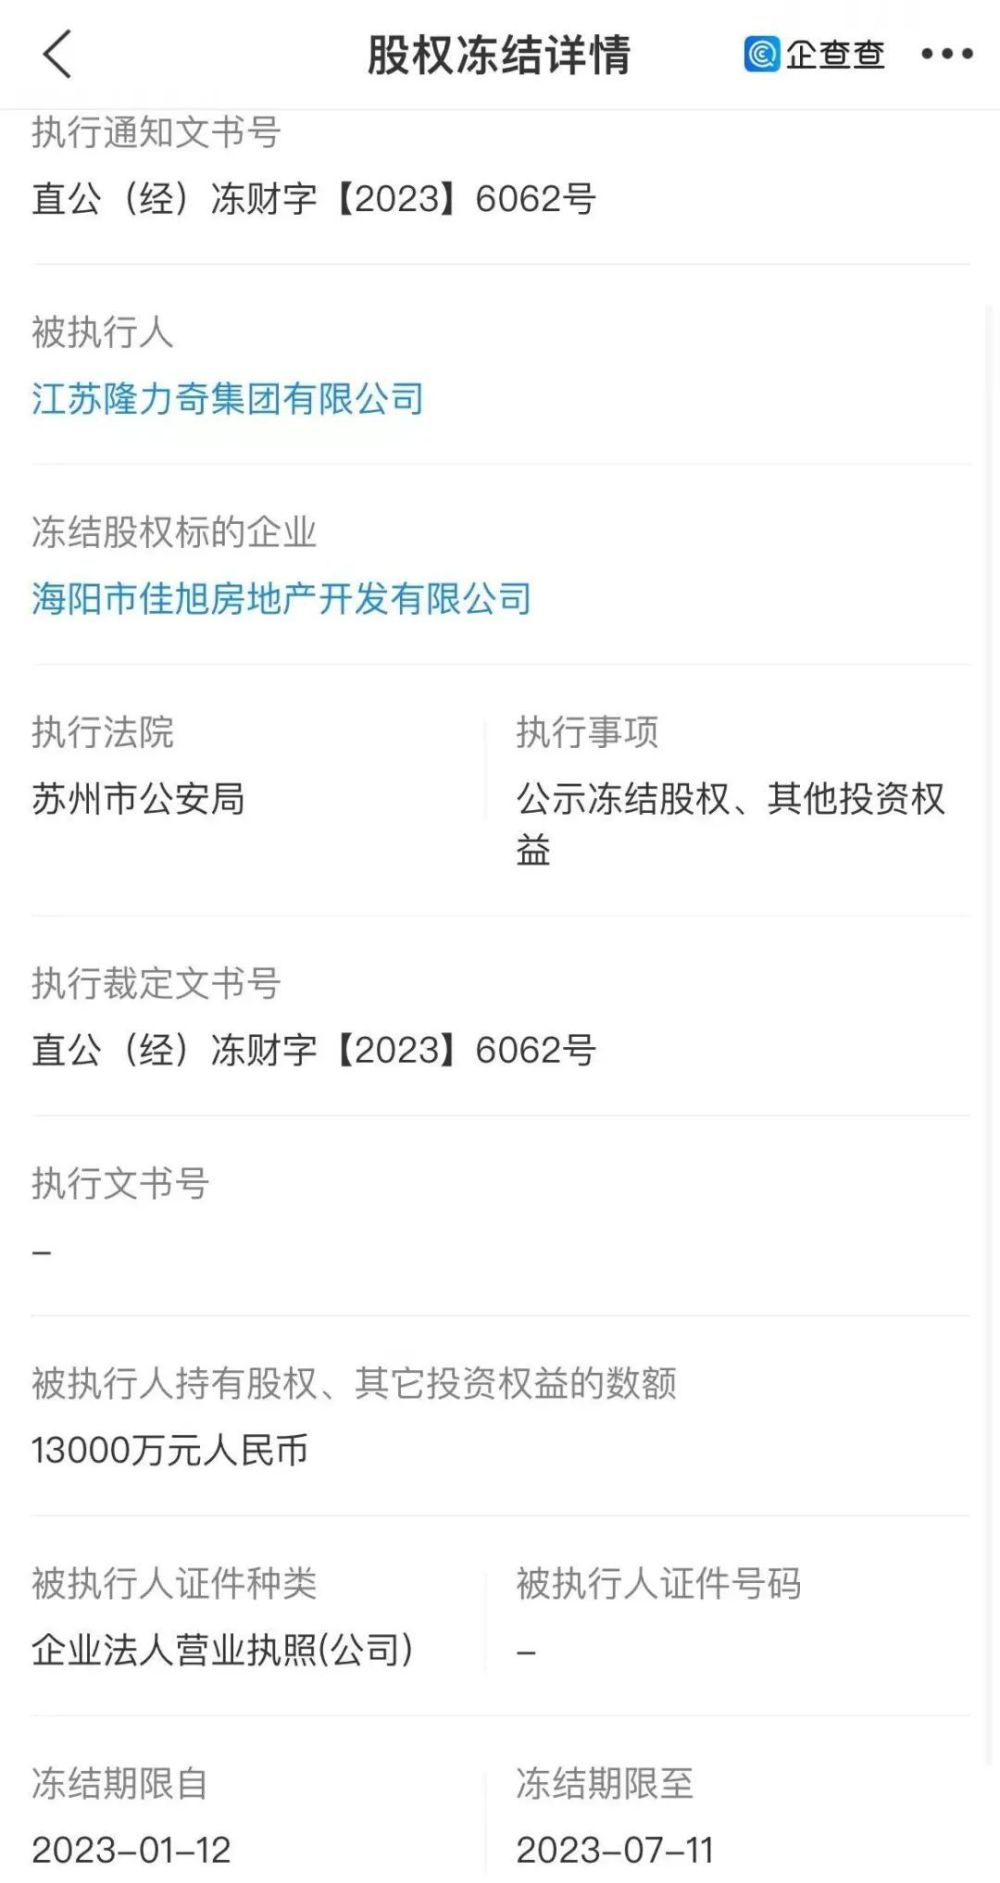 股权冻结详情
企查查
执行通知文书号
直公（经）冻财字【2023】6062号
被执行人
江苏隆力奇集团有限公司
冻结股权标的企业
海阳市佳旭房地产开发有限公司
执行法院
苏州市公安局
执行事项
公示冻结股权、其他投资权
益
执行裁定文书号
直公（经）冻财字【2023】6062号
执行文书号
–
被执行人持有股权、其它投资权益的数额
13000万元人民币
被执行人证件种类
企业法人营业执照(公司)
被执行人证件号码
–
冻结期限自
2023–01–12
冻结期限至
2023–07–11